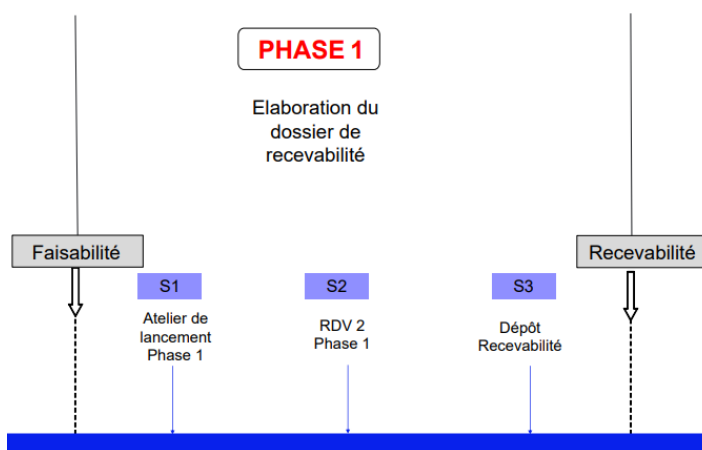 PHASE 1
Elaboration du
dossier de
recevabilité
Faisabilité
Recevabilité
S1
S2
S3
Atelier de
lancement
Phase 1
RDV 2
Phase 1
Dépôt
Recevabilité